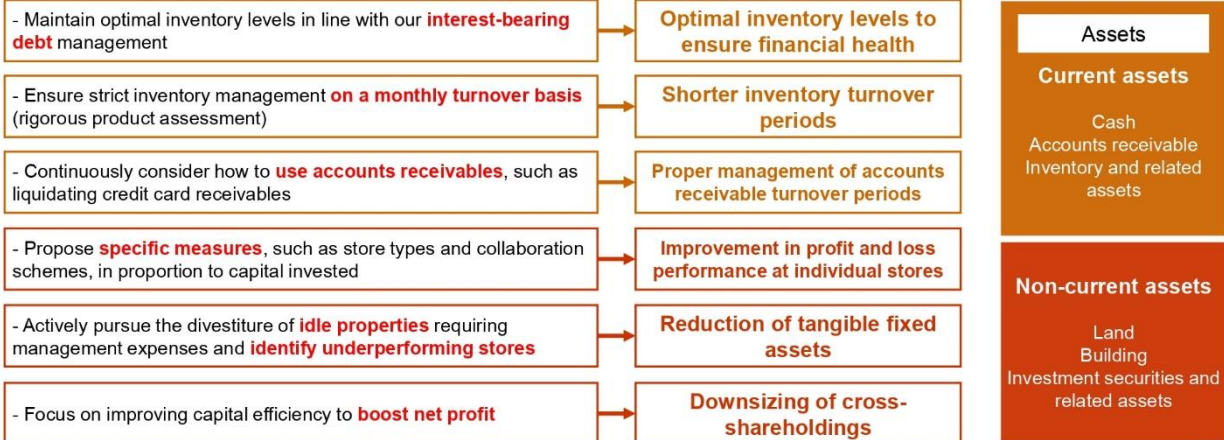 - Maintain optimal inventory levels in line with our interest-bearing
debt management
Optimal inventory levels to
ensure financial health
- Ensure strict inventory management on a monthly turnover basis
(rigorous product assessment)
Shorter inventory turnover
periods
- Continuously consider how to use accounts receivables, such as
liquidating credit card receivables
Proper management of accounts
receivable turnover periods
- Propose specific measures, such as store types and collaboration
schemes, in proportion to capital invested
Improvement in profit and loss
performance at individual stores
- Actively pursue the divestiture of idle properties requiring
management expenses and identify underperforming stores
Reduction of tangible fixed
assets
- Focus on improving capital efficiency to boost net profit
Downsizing of cross-
shareholdings
Assets
Current assets
Cash
Accounts receivable
Inventory and related
assets
Non-current assets
Land
Building
Investment securities and
related assets